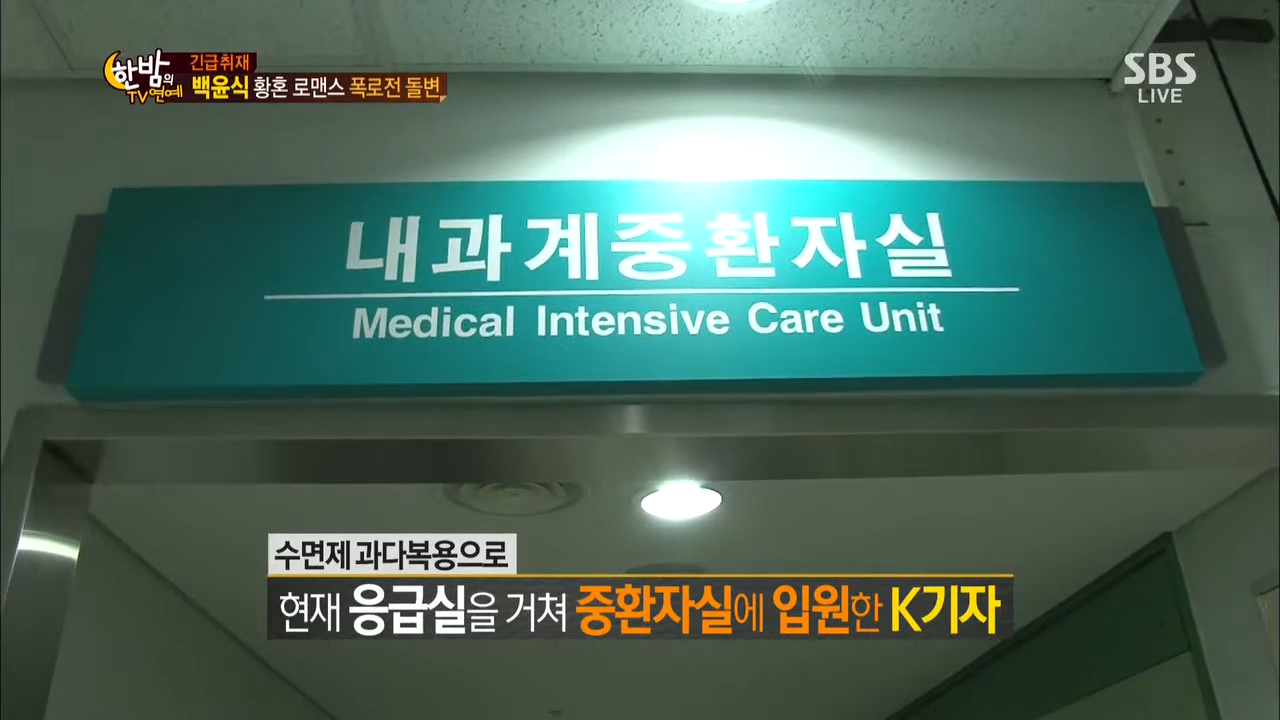 한밤의
TV연예
긴급취재
백윤식 황혼 로맨스 폭로전 돌변
SBS
LIVE
내과계중환자실
Medical Intensive Care Unit
수면제 과다복용으로
현재 응급실을 거쳐 중환자실에 입원한 K기자